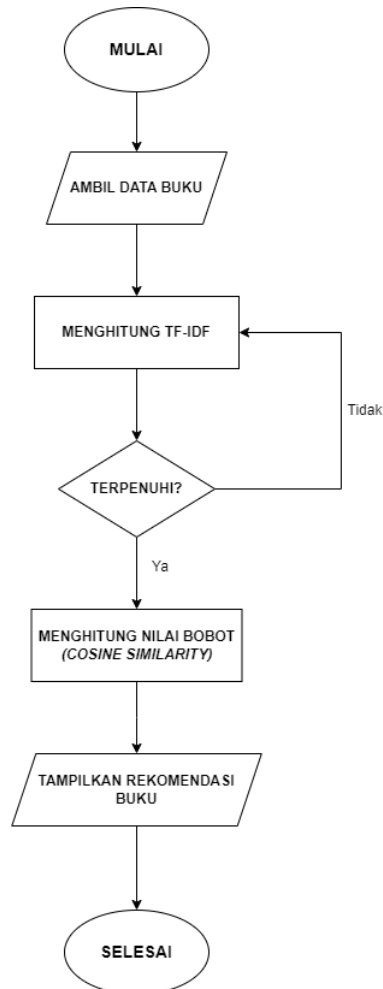 MULAI
AMBIL DATA BUKU
MENGHITUNG TF-IDF
Tidak
TERPENUHI?
Ya
MENGHITUNG NILAI BOBOT
(COSINE SIMILARITY)
TAMPILKAN REKOMENDASI
BUKU
SELESAI